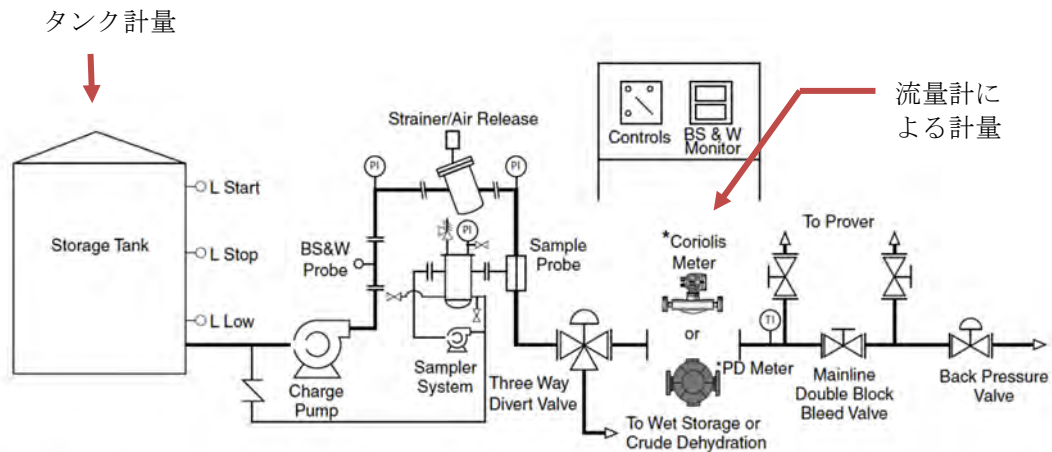 タンク計量
流量計に
よる計量
Strainer/Air Release
Controls
BS & W
Monitor
PI
PI
L Start
Storage Tank
L Stop
L Low
BS&W
Probe
PI
Sample
Probe
*Coriolis
Meter
or
*PD Meter
To Prover
TI
Charge
Pump
Sampler
System
Three Way
Divert Valve
To Wet Storage or
Crude Dehydration
Mainline
Double Block
Bleed Valve
Back Pressure
Valve